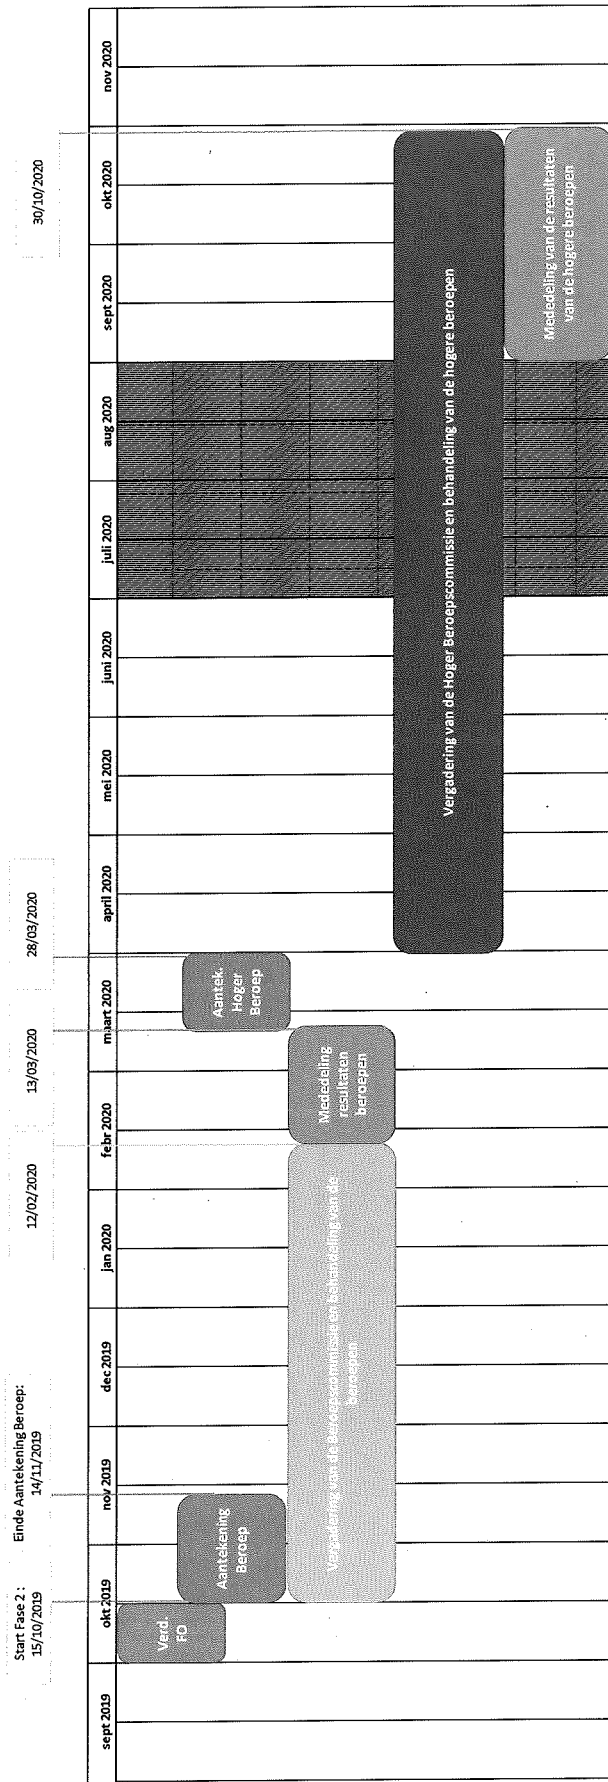 Start Fase 2 :
15/10/2019
Einde Aantekening Beroep:
14/11/2019
12/02/2020
13/03/2020
28/03/2020
30/10/2020
sept 2019
okt 2019
nov 2019
dec 2019
jan 2020
febr 2020
maart 2020
april 2020
mei 2020
juni 2020
juli 2020
aug 2020
sept 2020
okt 2020
nov 2020
Verd.
FO
Aantekening
Beroep
Aantek.
Hoger
Beroep
Vergadering van de Beroepscommissie en behandeling van de
beroepen
Mededeling
resultaten
beroepen
Vergadering van de Hoger Beroepscommissie en behandeling van de hogere beroepen
Mededeling van de resultaten
van de hogere beroepen